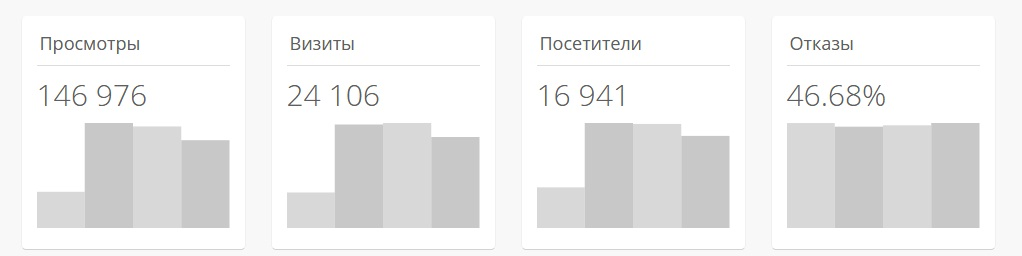 Просмотры
146 976
Визиты
24 106
Посетители
16 941
Отказы
46.68%